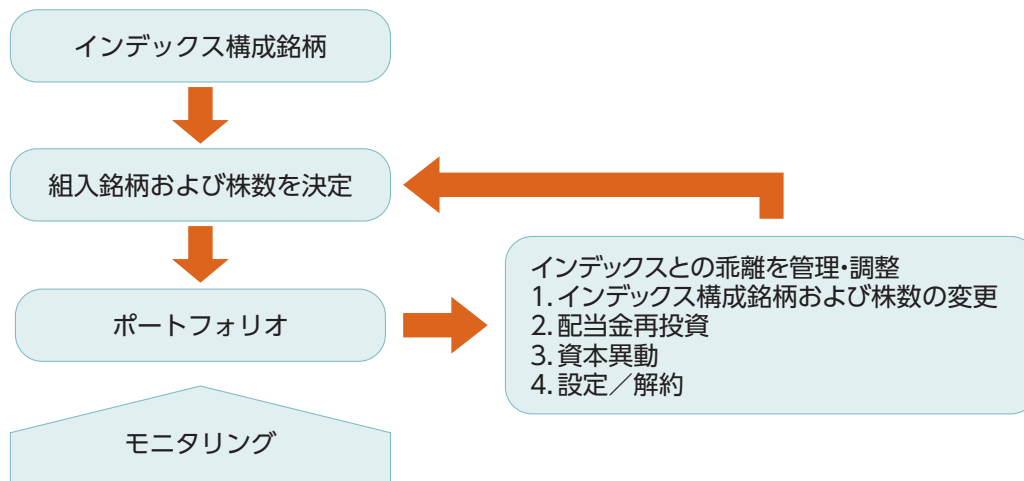 インデックス構成銘柄
組入銘柄および株数を決定
ポートフォリオ
モニタリング
インデックスとの乖離を管理・調整
1.インデックス構成銘柄および株数の変更
2.配当金再投資
3.資本異動
4.設定／解約